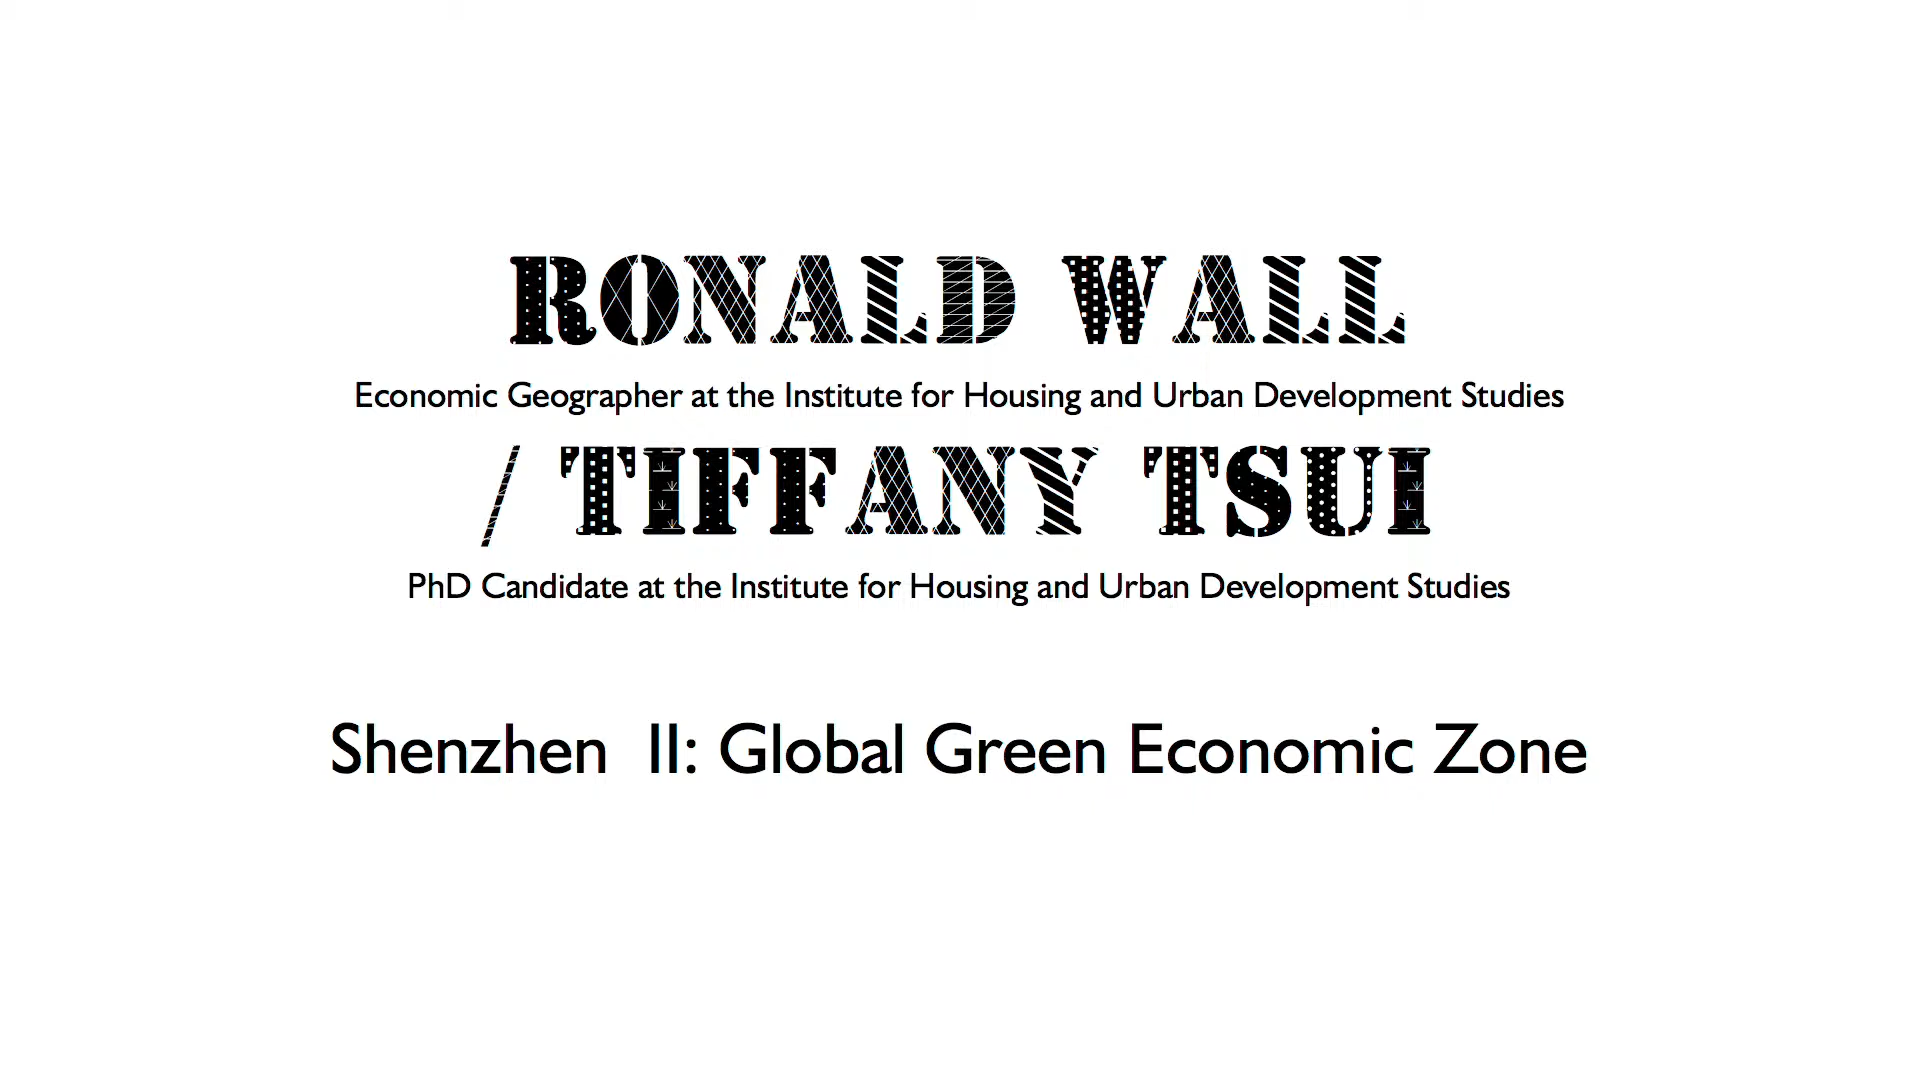 RONALD WALL
Economic Geographer at the Institute for Housing and Urban Development Studies
/ TIFFANY TSUI
PhD Candidate at the Institute for Housing and Urban Development Studies
Shenzhen  II: Global Green Economic Zone